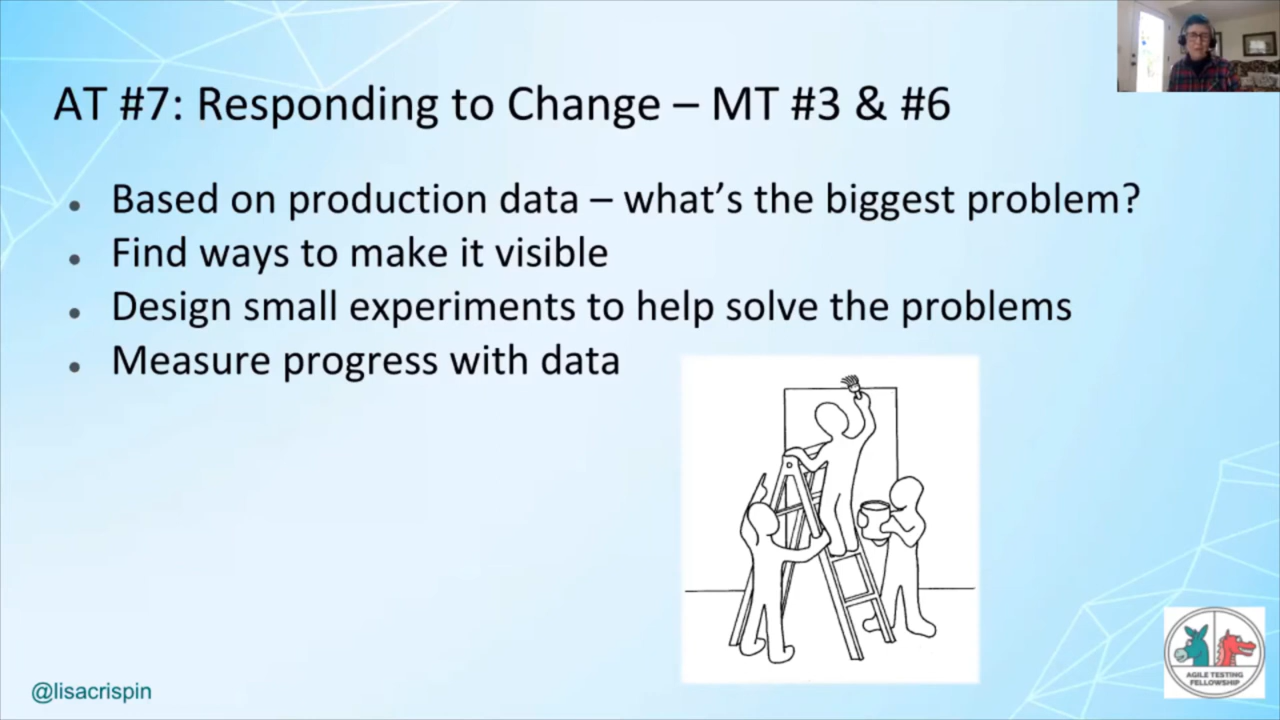 AT #7: Responding to Change – MT #3 & #6
Based on production data – what's the biggest problem?
Find ways to make it visible
Design small experiments to help solve the problems
Measure progress with data
@lisacrispin
AGILE TESTING
FELLOWSHIP